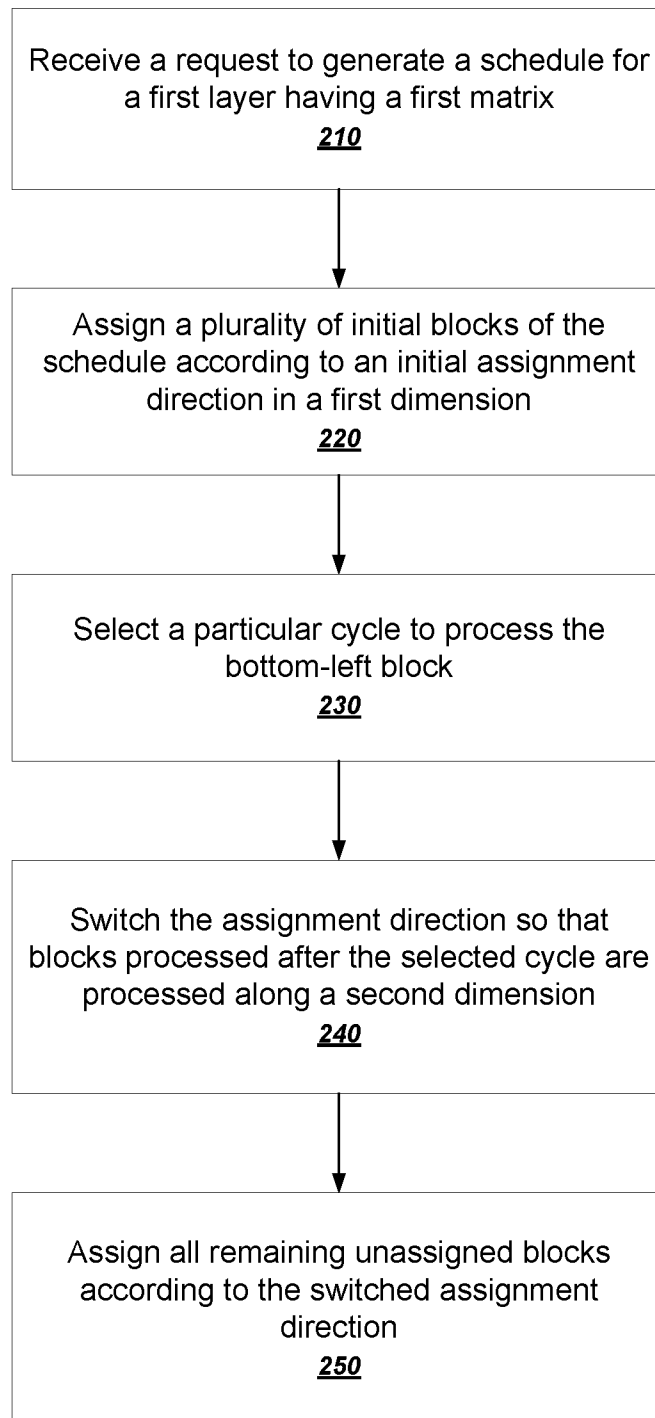 Receive a request to generate a schedule for
a first layer having a first matrix
210
Assign a plurality of initial blocks of the
schedule according to an initial assignment
direction in a first dimension
220
Select a particular cycle to process the
bottom-left block
230
Switch the assignment direction so that
blocks processed after the selected cycle are
processed along a second dimension
240
Assign all remaining unassigned blocks
according to the switched assignment
direction
250